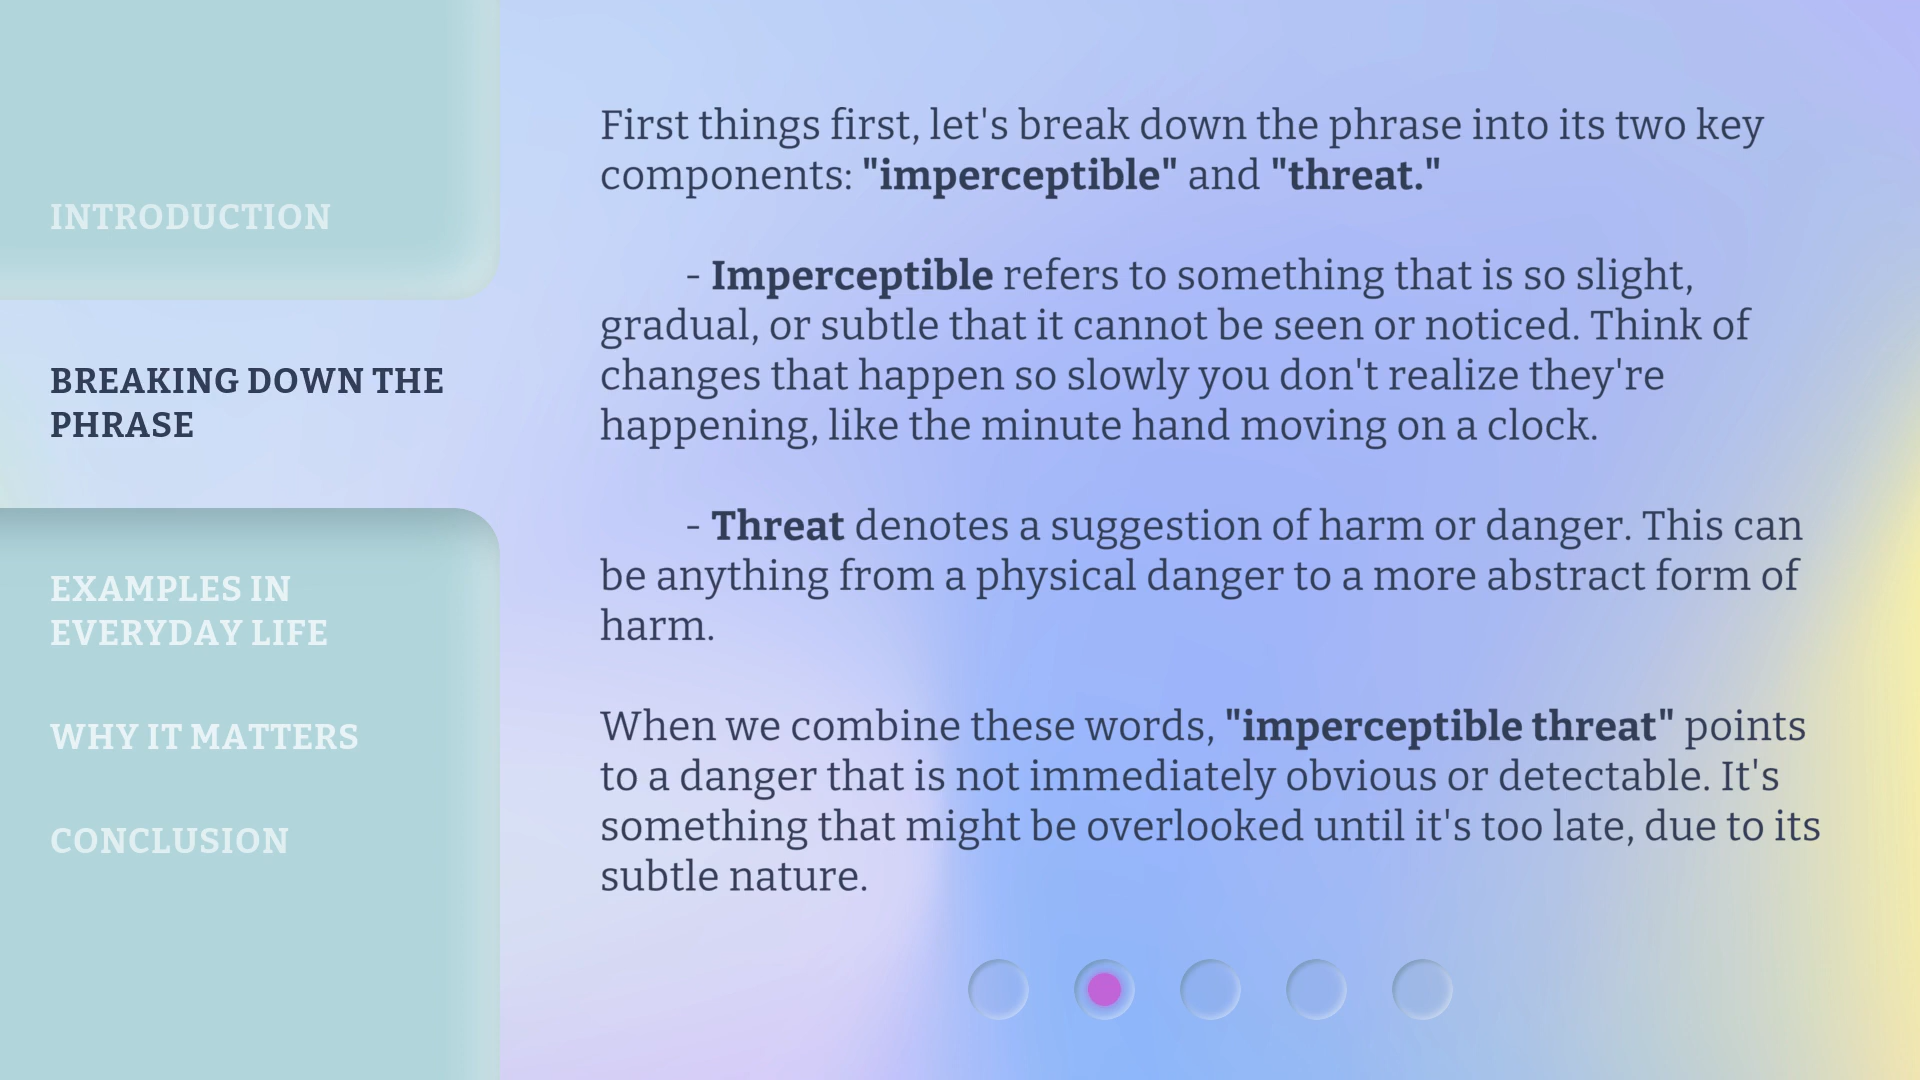 INTRODUCTION
BREAKING DOWN THE
PHRASE
EXAMPLES IN
EVERYDAY LIFE
WHY IT MATTERS
CONCLUSION
First things first, let's break down the phrase into its two key
components: "imperceptible" and "threat."
- Imperceptible refers to something that is so slight,
gradual, or subtle that it cannot be seen or noticed. Think of
changes that happen so slowly you don't realize they're
happening, like the minute hand moving on a clock.
- Threat denotes a suggestion of harm or danger. This can
be anything from a physical danger to a more abstract form of
harm.
When we combine these words, "imperceptible threat" points
to a danger that is not immediately obvious or detectable. It's
something that might be overlooked until it's too late, due to its
subtle nature.